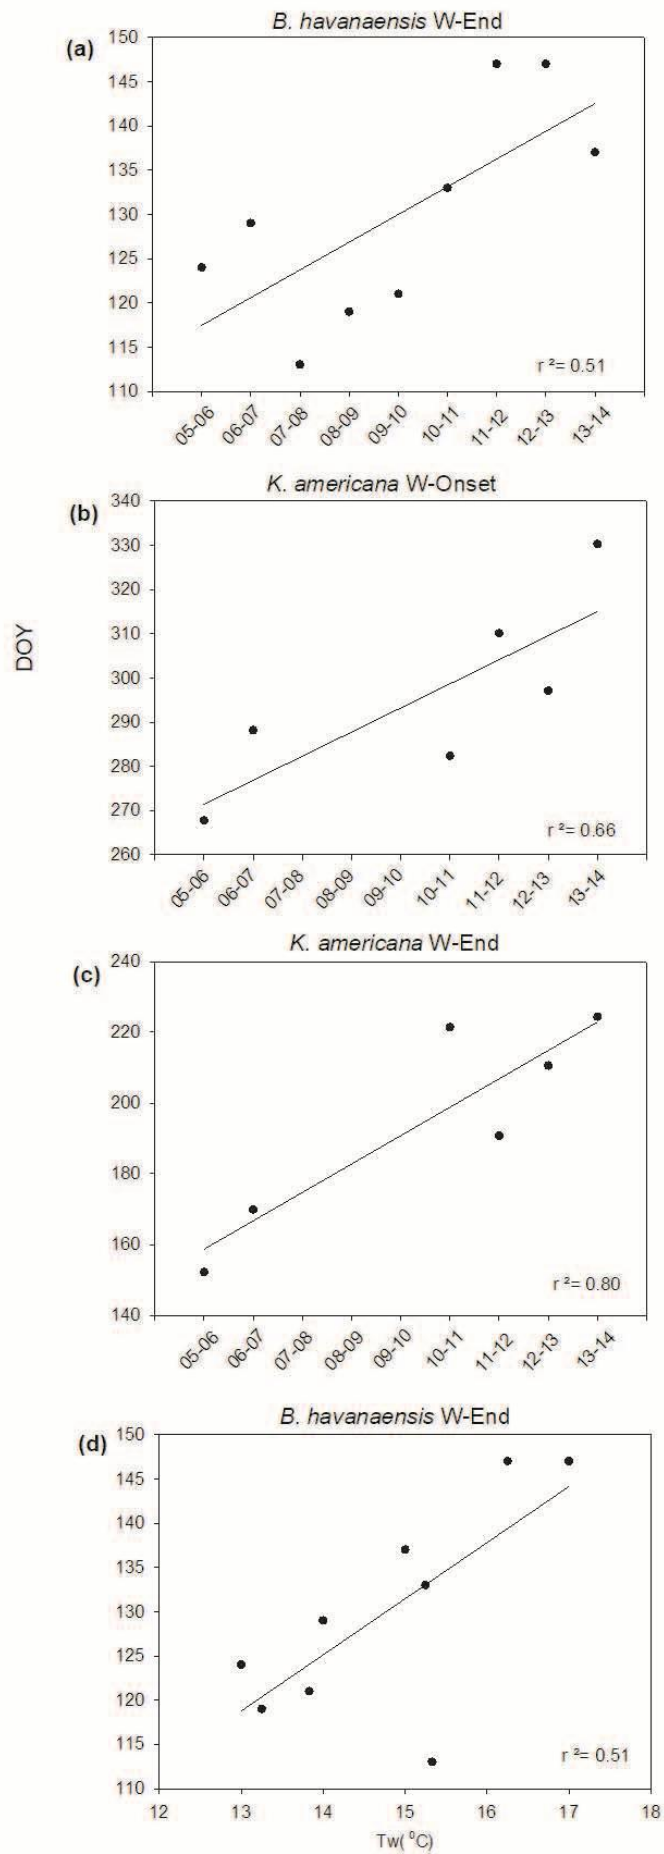 B. havanaensis W-End
(a)
150
145
140
135
130
125
120
115
110
r ²= 0.51
05-06 06-07 07-08 08-09 09-10 10-11 11-12 12-13 13-14
K. americana W-Onset
(b)
340
330
320
310
300
290
280
270
260
DOY
r ²= 0.66
05-06 06-07 07-08 08-09 09-10 10-11 11-12 12-13 13-14
K. americana W-End
(c)
240
220
200
180
160
140
r ²= 0.80
05-06 06-07 07-08 08-09 09-10 10-11 11-12 12-13 13-14
B. havanaensis W-End
(d)
150
145
140
135
130
125
120
115
110
r ²= 0.51
12 13 14 15 16 17 18
Tw( ⁰C)